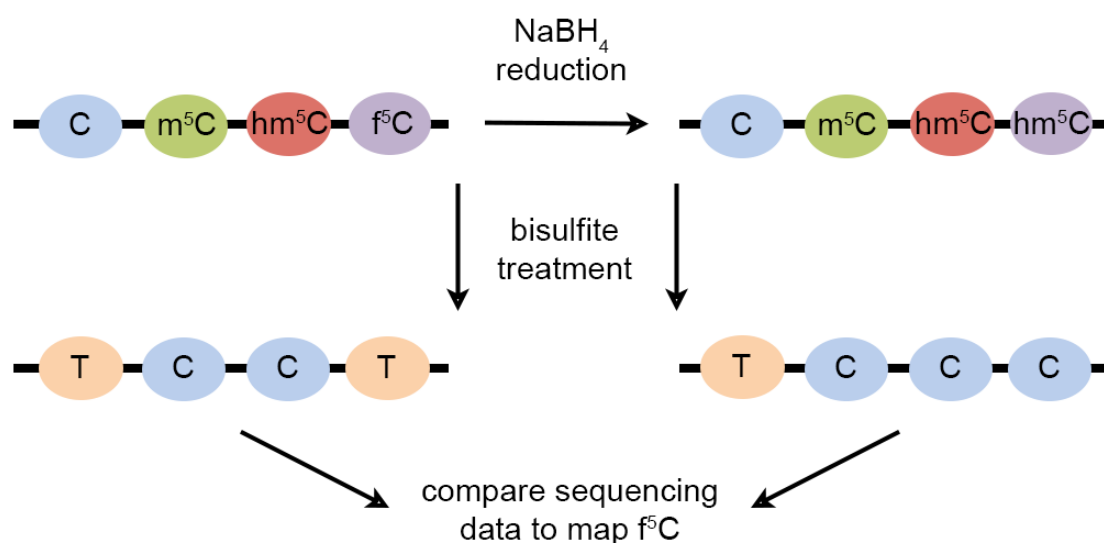 NaBH₄
reduction
C m⁵C hm⁵C f⁵C
C m⁵C hm⁵C hm⁵C
bisulfite
treatment
T C C T
T C C C
compare sequencing
data to map f⁵C